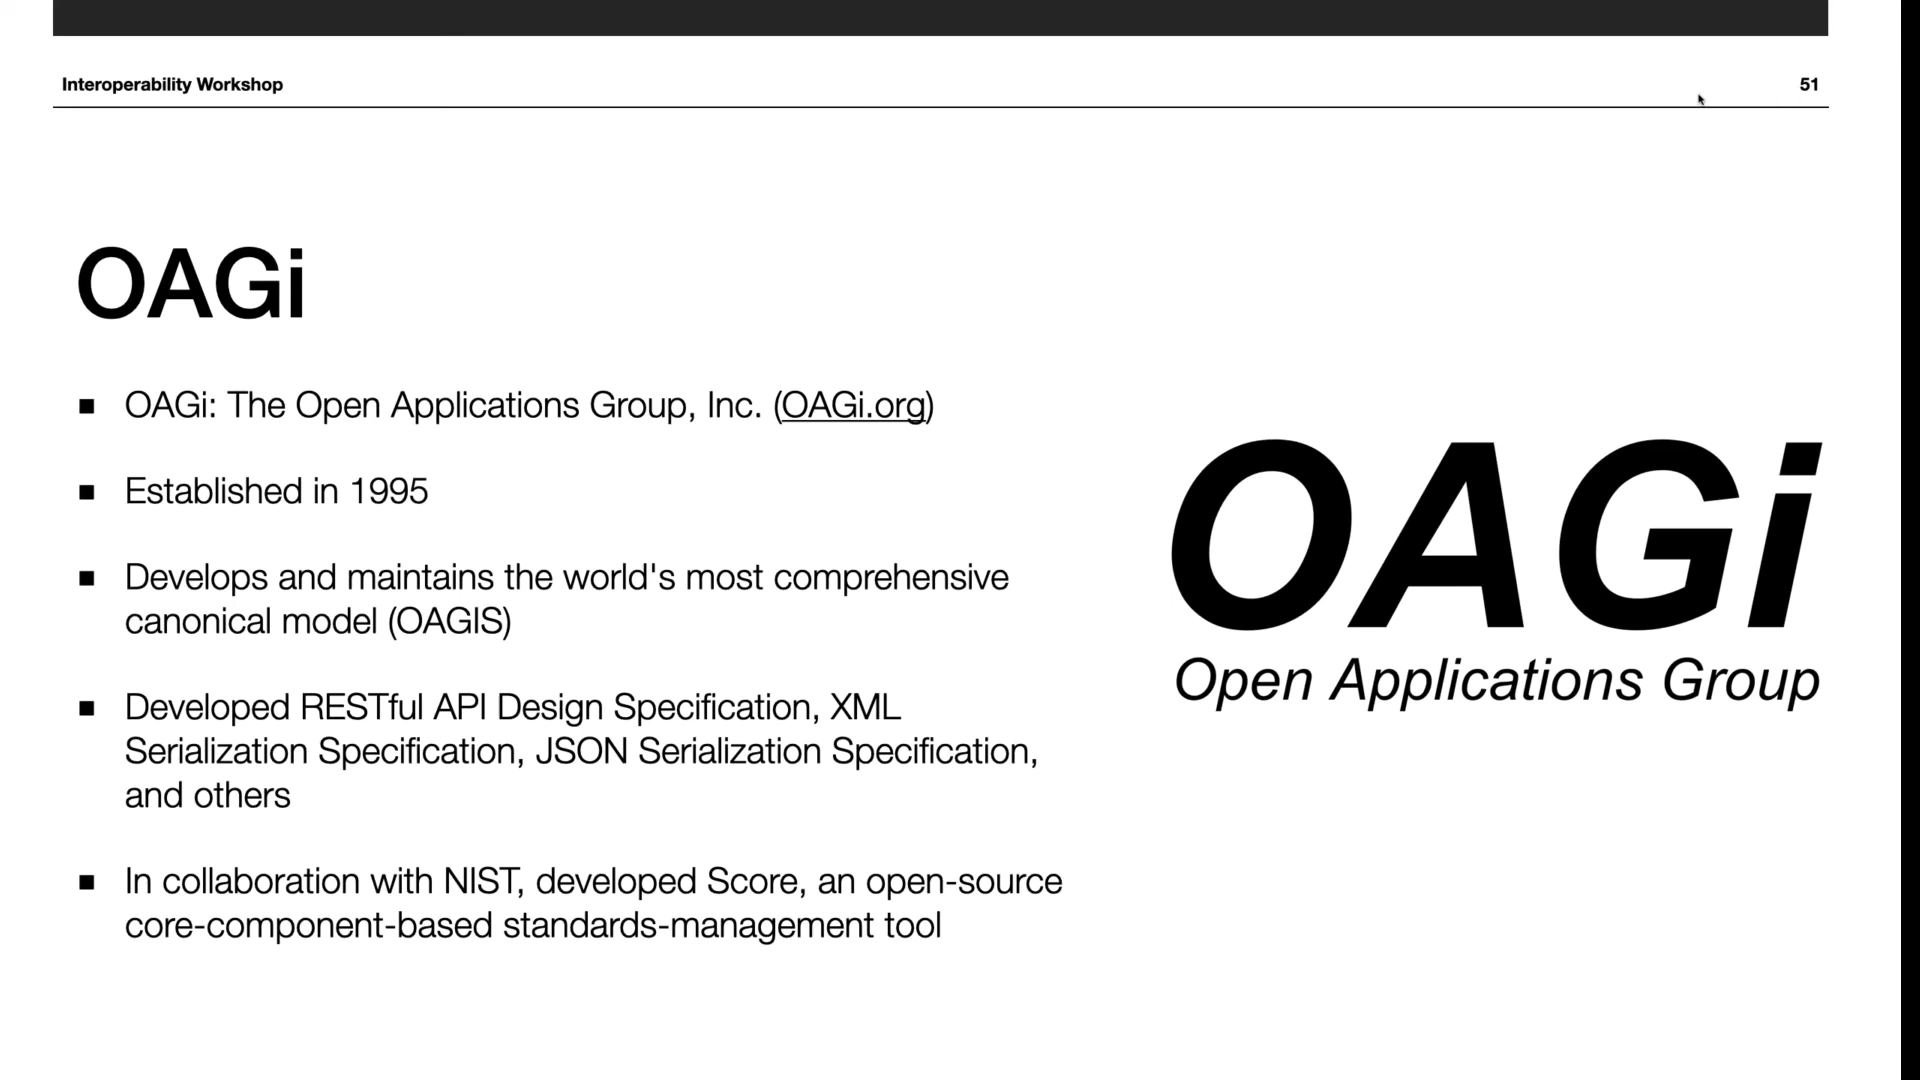 Interoperability Workshop
51
OAGi
▪ OAGi: The Open Applications Group, Inc. (OAGi.org)
▪ Established in 1995
▪ Develops and maintains the world's most comprehensive
canonical model (OAGIS)
▪ Developed RESTful API Design Specification, XML
Serialization Specification, JSON Serialization Specification,
and others
▪ In collaboration with NIST, developed Score, an open-source
core-component-based standards-management tool
OAGi
Open Applications Group